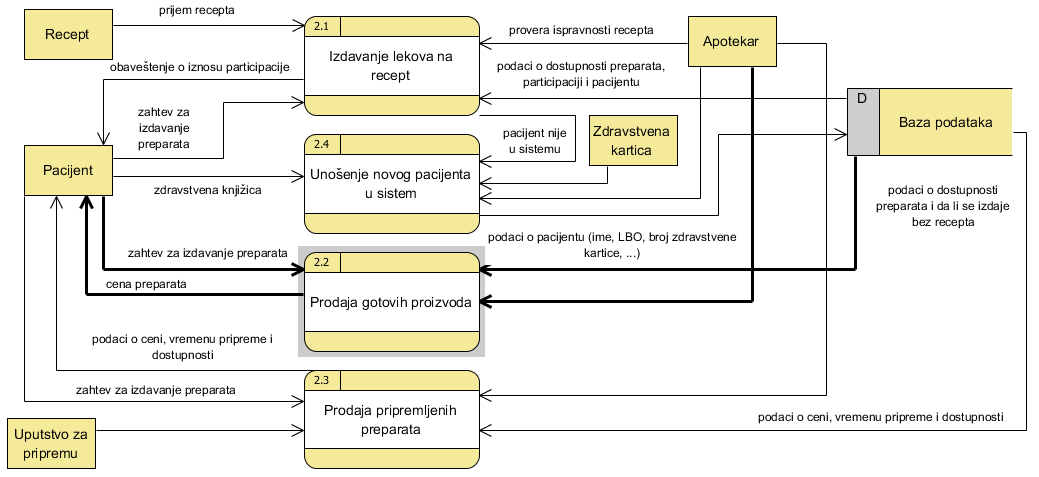 prijem recepta
Recept
2.1
Izdavanje lekova na
recept
provera ispravnosti recepta
Apotekar
obaveštenje o iznosu participacije
podaci o dostupnosti preparata,
participaciji i pacijentu
D
Baza podataka
zahtev za
izdavanje
preparata
pacijent nije
u sistemu
Zdravstvena
kartica
2.4
Unošenje novog pacijenta
u sistem
Pacijent
zdravstvena knjižica
podaci o dostupnosti
preparata i da li se izdaje
bez recepta
podaci o pacijentu (ime, LBO, broj zdravstvene
kartice, ...)
zahtev za izdavanje preparata
2.2
Prodaja gotovih proizvoda
cena preparata
podaci o ceni, vremenu pripreme i
dostupnosti
2.3
Prodaja pripremljenih
preparata
zahtev za izdavanje preparata
podaci o ceni, vremenu pripreme i dostupnosti
Uputstvo za
pripremu